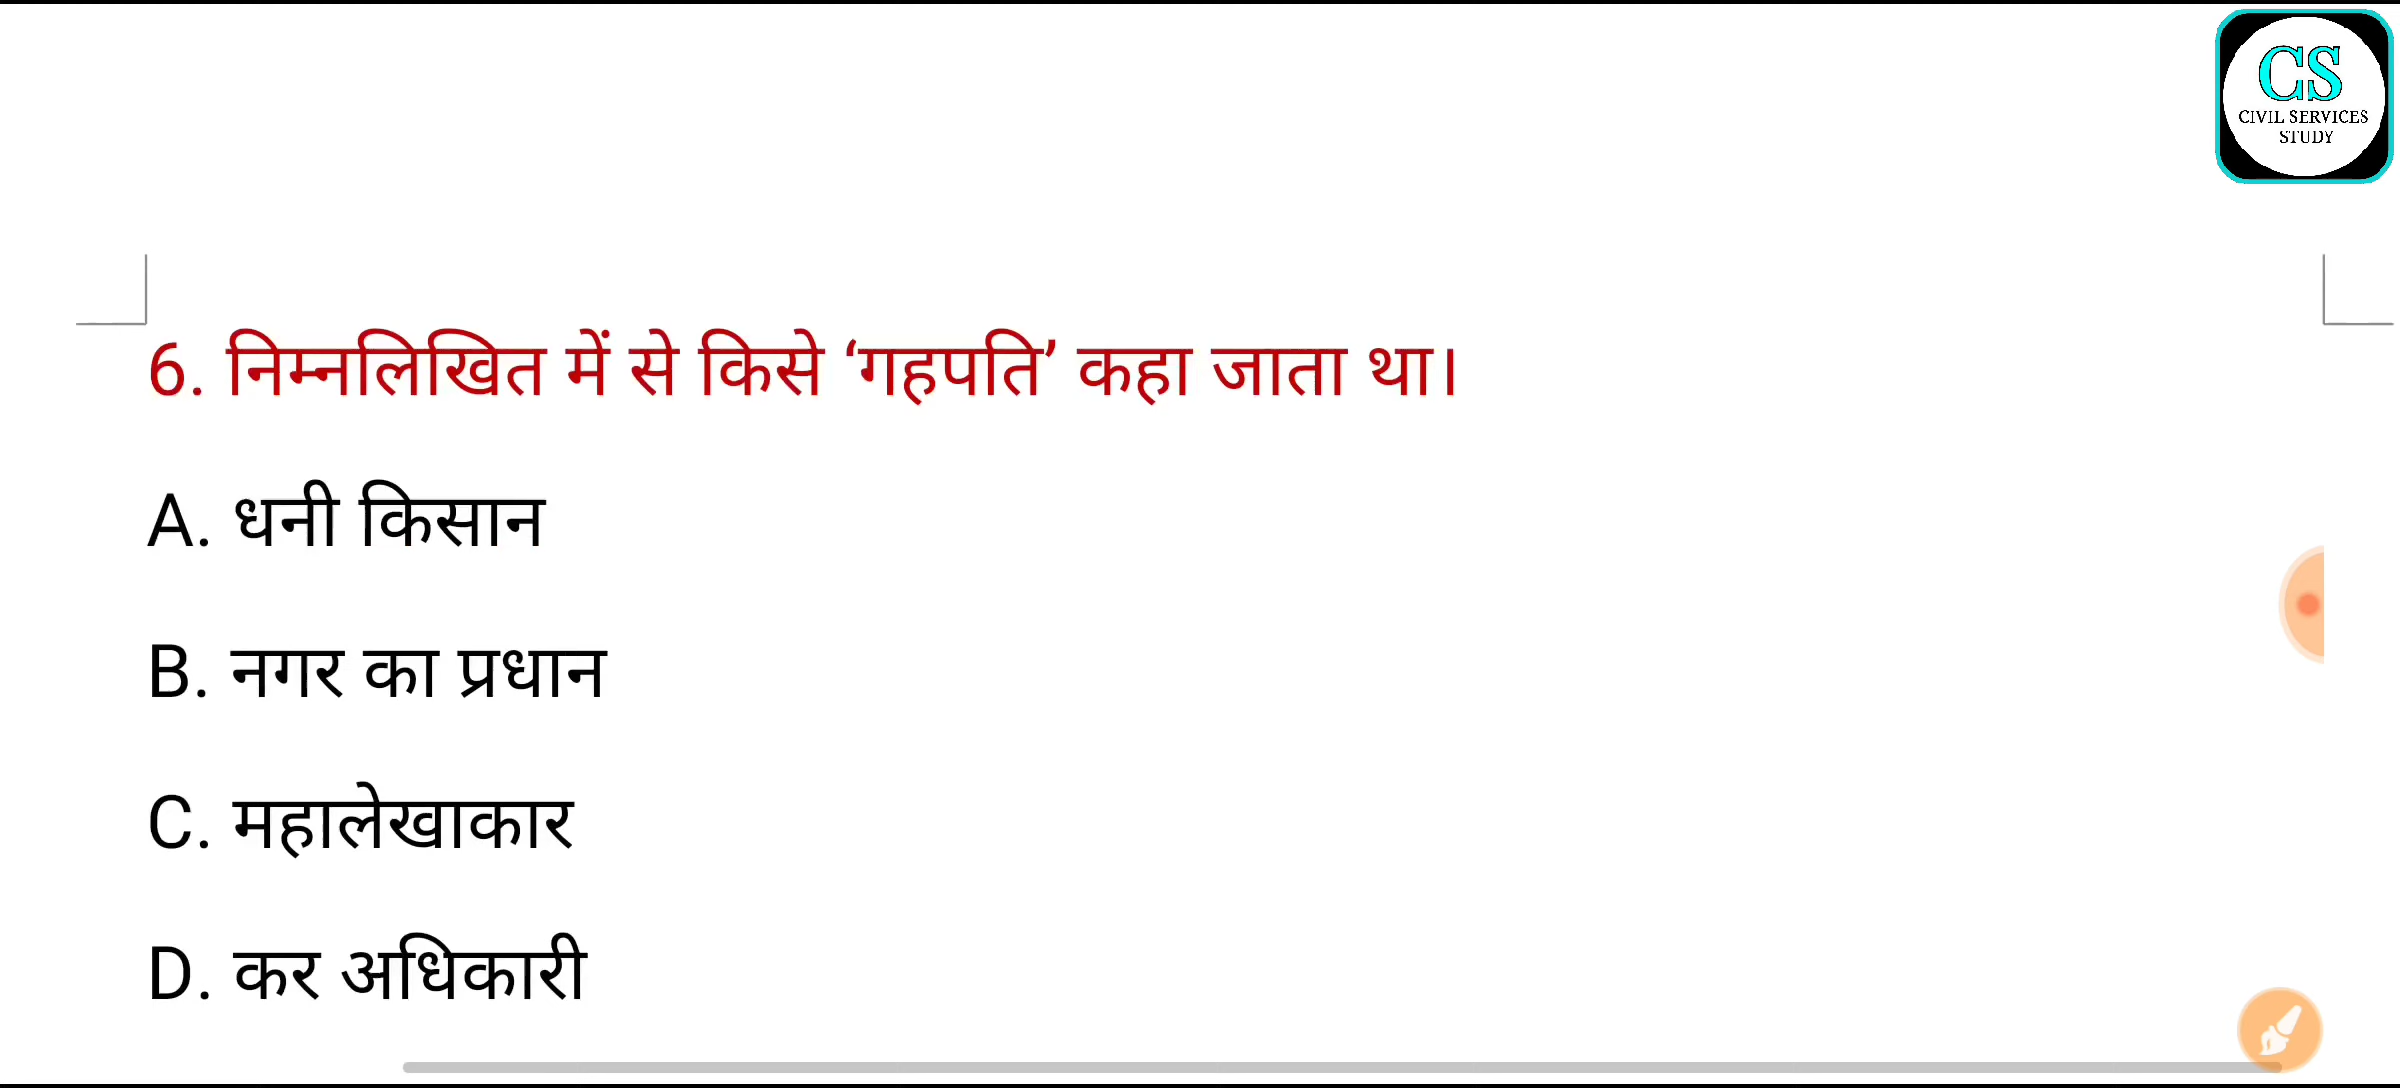 CS
CIVIL SERVICES
STUDY
6. निम्नलिखित में से किसे ‘गहपति’ कहा जाता था।
A. धनी किसान
B. नगर का प्रधान
C. महालेखाकार
D. कर अधिकारी